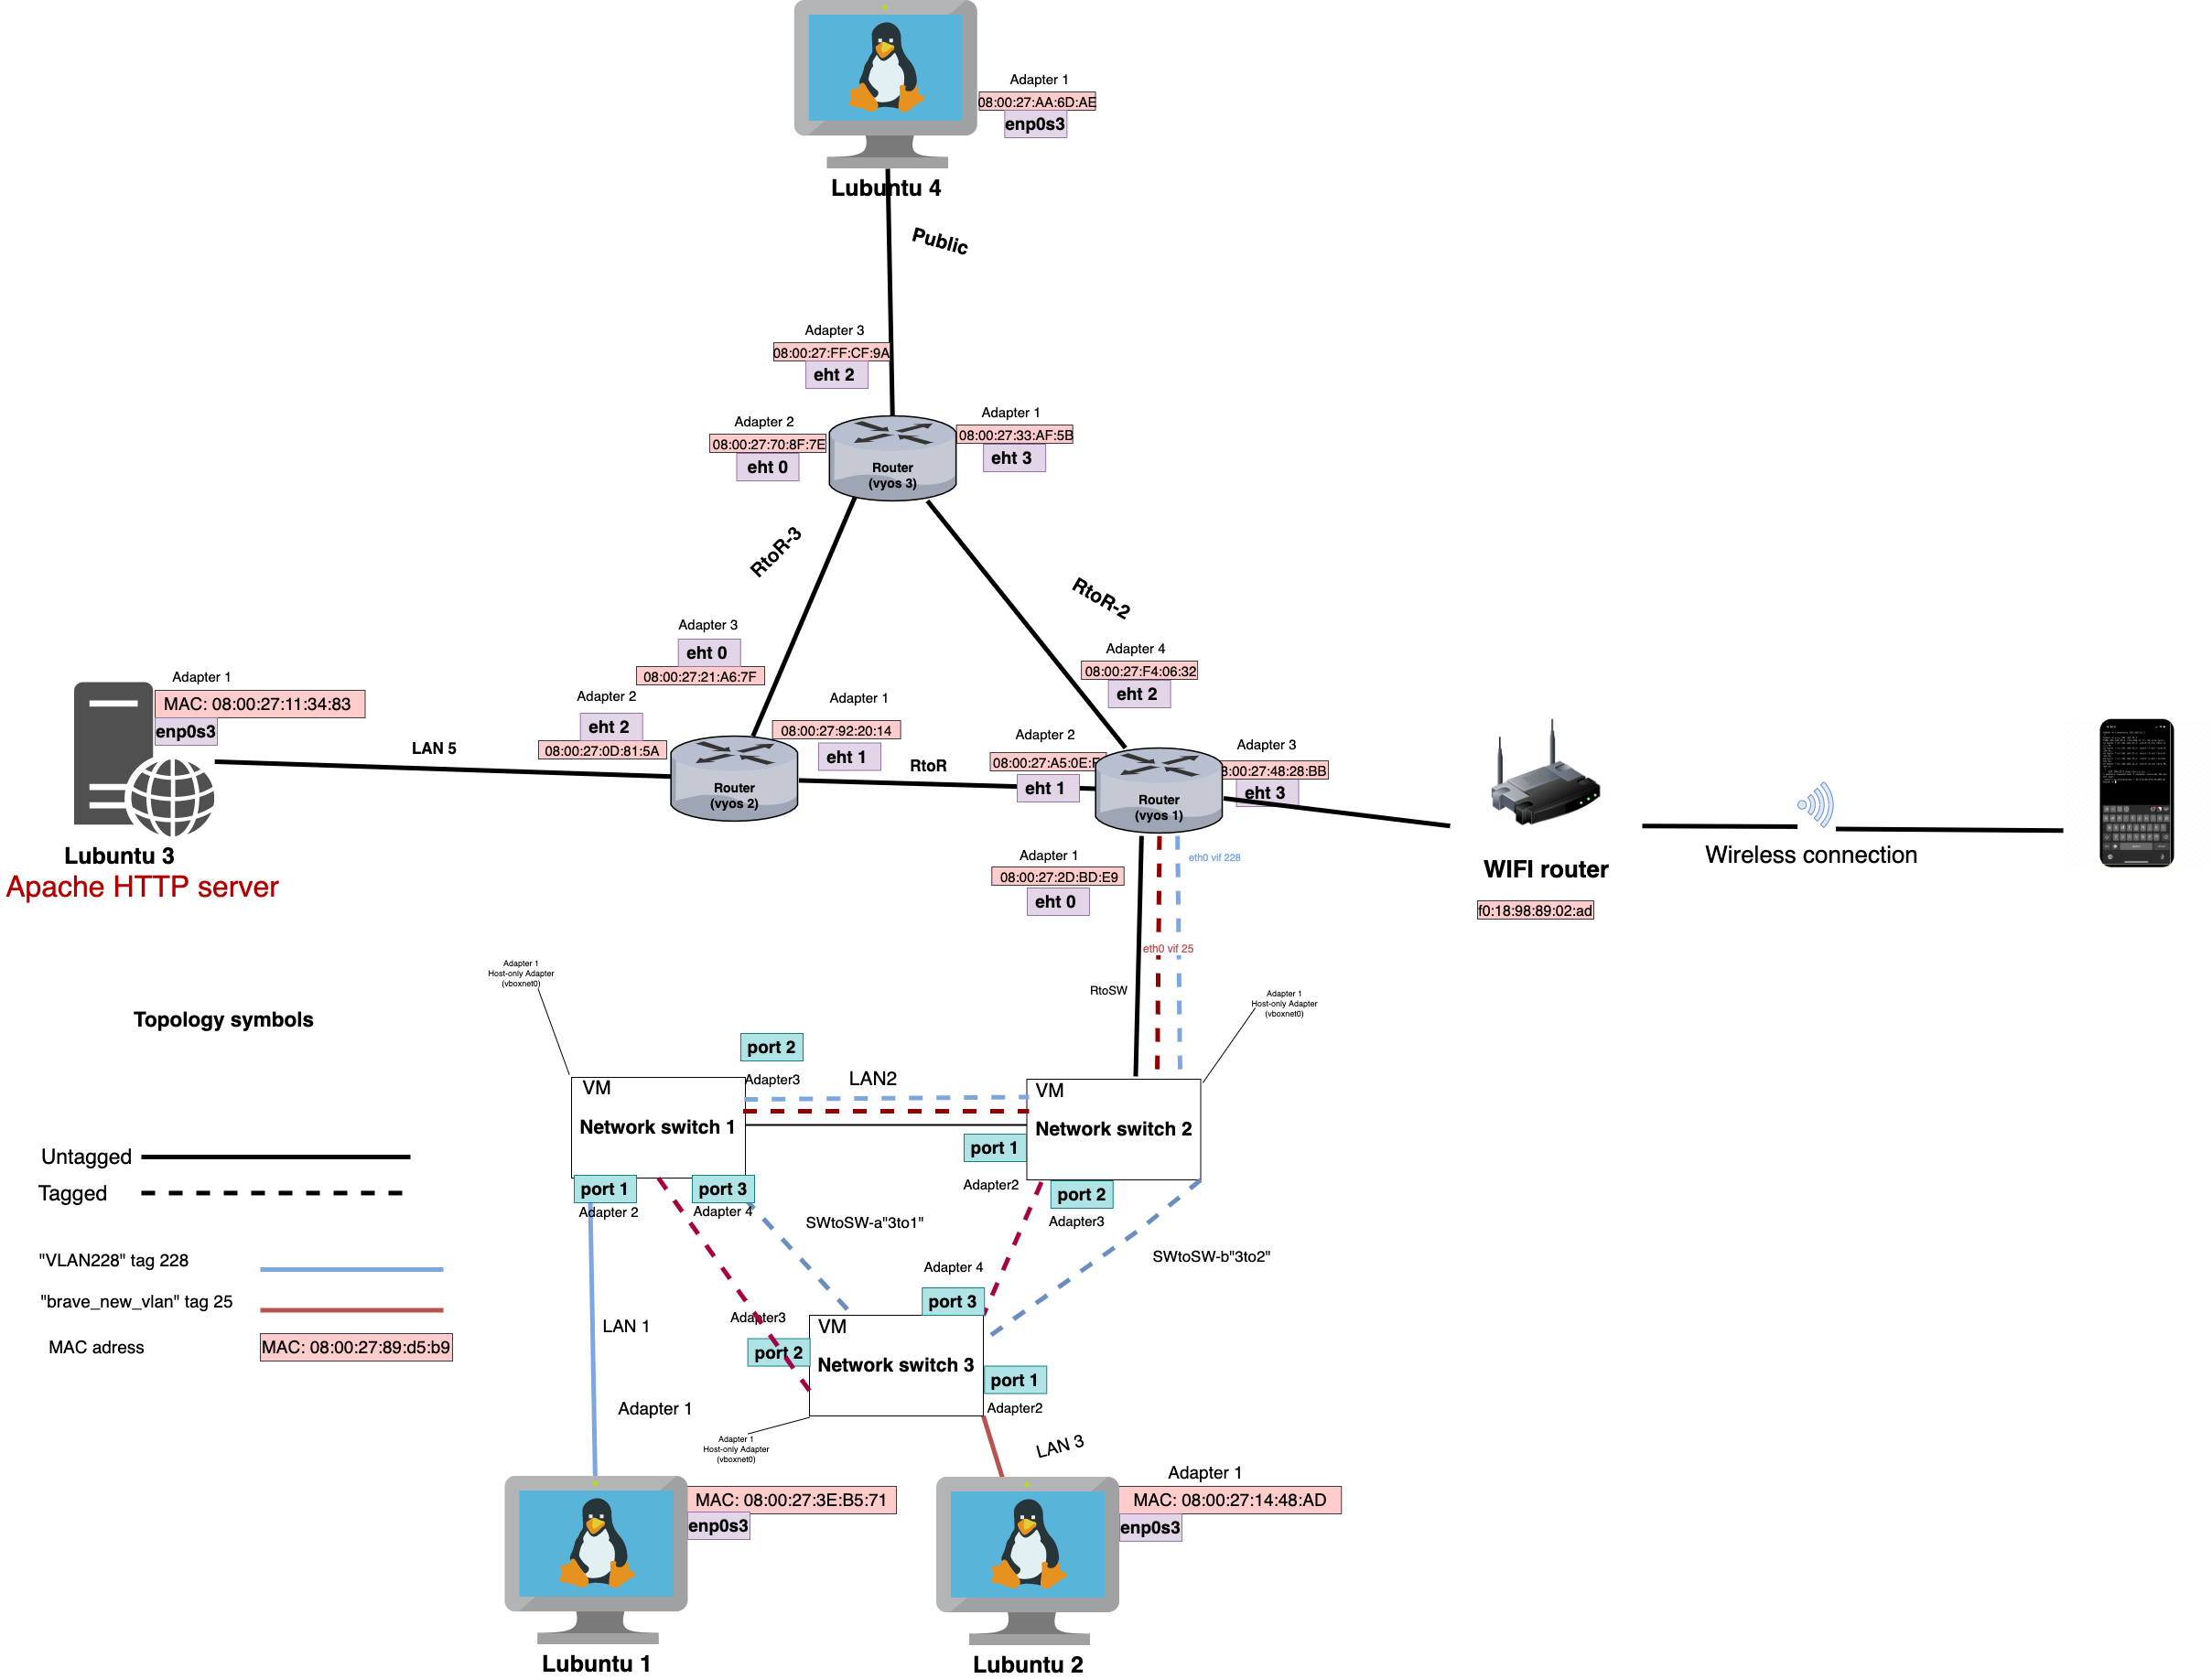 Adapter 1
08:00:27:AA:6D:AE
enp0s3
Lubuntu 4
Public
Adapter 3
08:00:27:FF:CF:9A
eht 2
Adapter 2
08:00:27:70:8F:7E
eht 0
Adapter 1
08:00:27:33:AF:5B
eht 3
Router
(vyos 3)
RtoR-3
RtoR-2
Adapter 3
eht 0
08:00:27:21:A6:7F
Adapter 2
eht 2
08:00:27:0D:81:5A
Adapter 1
08:00:27:92:20:14
eht 1
Router
(vyos 2)
Adapter 4
08:00:27:F4:06:32
eht 2
Adapter 2
08:00:27:A5:0E:
eht 1
Adapter 3
8:00:27:48:28:BB
eht 3
Router
(vyos 1)
RtoR
Adapter 1
MAC: 08:00:27:11:34:83
enp0s3
LAN 5
Lubuntu 3
Apache HTTP server
WIFI router
f0:18:98:89:02:ad
Wireless connection
Adapter 1
08:00:27:2D:BD:E9
eht 0
eth0 vif 228
eth0 vif 25
RtoSW
Adapter 1
Host-only Adapter
(vboxnet0)
Adapter 1
Host-only Adapter
(vboxnet0)
Topology symbols
port 2
Adapter3
LAN2
VM
Network switch 1
VM
Network switch 2
port 1
Adapter2
port 2
Adapter3
port 1
Adapter 2
port 3
Adapter 4
SWtoSW-a"3to1"
SWtoSW-b"3to2"
Untagged
Tagged
"VLAN228" tag 228
"brave_new_vlan" tag 25
MAC adress
MAC: 08:00:27:89:d5:b9
Adapter 4
port 3
Adapter3
port 2
VM
Network switch 3
port 1
Adapter2
LAN 1
Adapter 1
Adapter 1
Host-only Adapter
(vboxnet0)
LAN 3
Adapter 1
MAC: 08:00:27:3E:B5:71
enp0s3
MAC: 08:00:27:14:48:AD
enp0s3
Lubuntu 1
Lubuntu 2